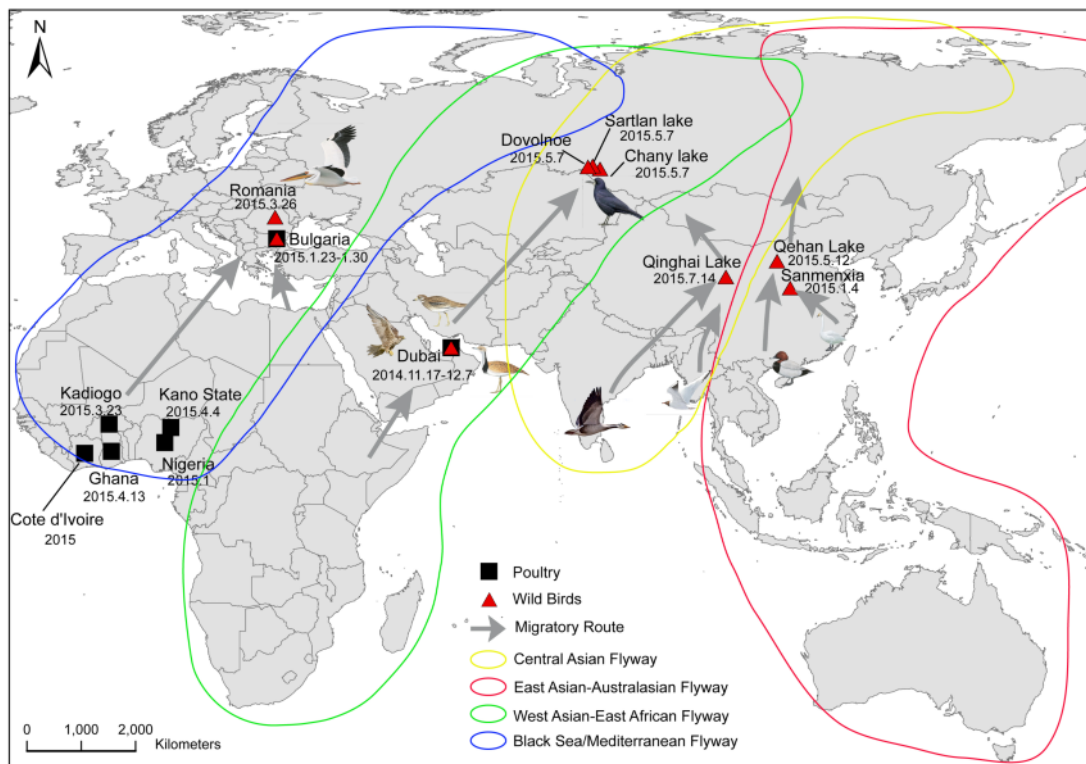 N
Sartlan lake
2015.5.7
Dovolnoe
2015.5.7
Chany lake
2015.5.7
Romania
2015.3.26
Bulgaria
2015.1.23-1.30
Qehan Lake
2015.5.12
Qinghai Lake
2015.7.14
Sanmenxia
2015.1.4
Dubai
2014.11.17-12.7
Kadiogo
2015.3.23
Kano State
2015.4.4
Nigeria
2015.1
Ghana
2015.4.13
Cote d'Ivoire
2015
Poultry
Wild Birds
Migratory Route
Central Asian Flyway
East Asian-Australasian Flyway
West Asian-East African Flyway
Black Sea/Mediterranean Flyway
0 1,000 2,000
Kilometers